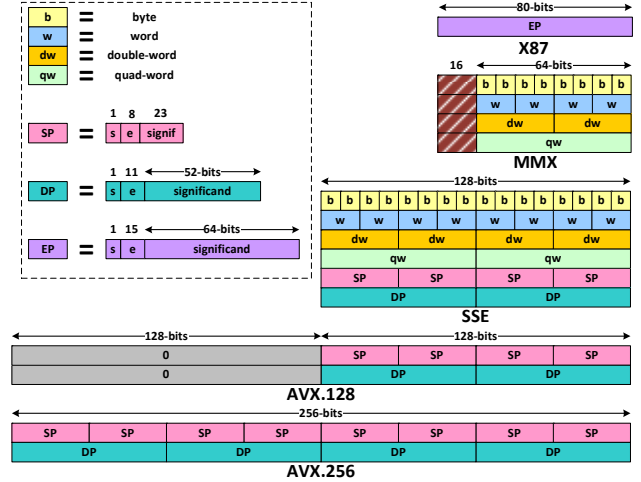 b = byte
w = word
dw = double-word
qw = quad-word
1 8 23
SP = s e signif
1 11 52-bits
DP = s e significand
1 15 64-bits
EP = s e significand
80-bits
EP
X87
16 64-bits
b b b b b b b b
w w w w
dw dw
qw
MMX
128-bits
b b b b b b b b b b b b b b b b
w w w w w w w w
dw dw dw dw
qw qw
SP SP SP SP
DP DP
SSE
128-bits 128-bits
0 SP SP SP SP
0 DP DP
AVX.128
256-bits
SP SP SP SP SP SP SP SP
DP DP DP DP
AVX.256